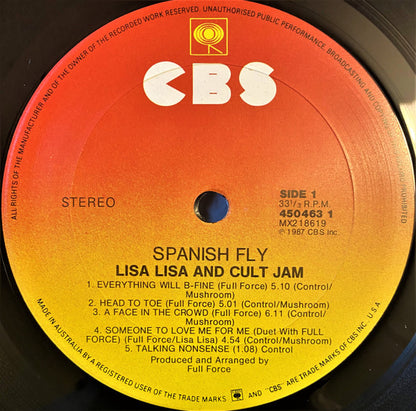 ALL RIGHTS OF THE MANUFACTURER AND OF THE OWNER OF THE RECORDED WORK RESERVED. UNAUTHORISED PUBLIC PERFORMANCE, BROADCASTING AND
CBS
STEREO
SIDE 1
33 1/3 R.P.M.
450463 1
MX218619
℗ 1987 CBS Inc.
SPANISH FLY
LISA LISA AND CULT JAM
1. EVERYTHING WILL B-FINE (Full Force) 5.10 (Control/
Mushroom)
2. HEAD TO TOE (Full Force) 5.01 (Control/Mushroom)
3. A FACE IN THE CROWD (Full Force) 6.11 (Control/
Mushroom)
4. SOMEONE TO LOVE ME FOR ME (Duet With FULL
FORCE) (Full Force/Lisa Lisa) 4.54 (Control/Mushroom)
5. TALKING NONSENSE (1.08) Control
Produced and Arranged by
Full Force
MADE IN AUSTRALIA BY A REGISTERED USER OF THE TRADE MARKS AND "CBS" ARE TRADE MARKS OF CBS INC. U.S.A.